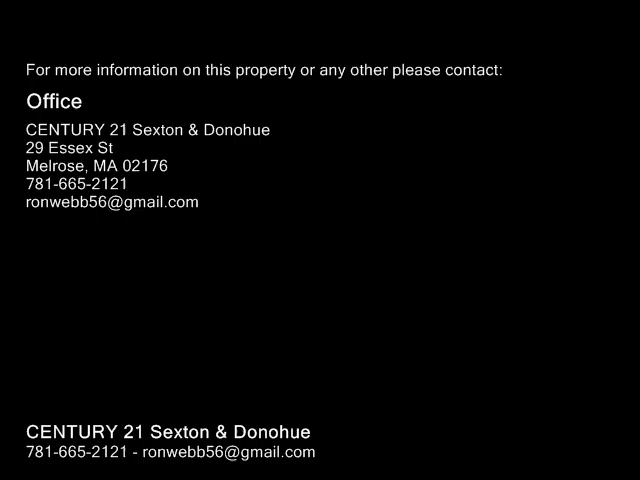 For more information on this property or any other please contact:
Office
CENTURY 21 Sexton & Donohue
29 Essex St
Melrose, MA 02176
781-665-2121
ronwebb56@gmail.com
CENTURY 21 Sexton & Donohue
781-665-2121 - ronwebb56@gmail.com